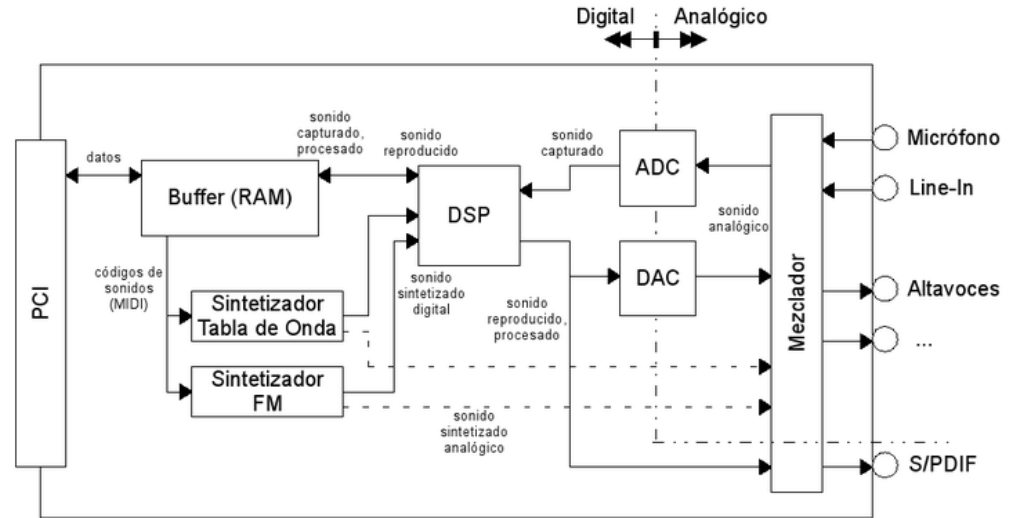 Digital
Analógico
sonido
capturado,
procesado
sonido
reproducido
sonido
capturado
ADC
Micrófono
datos
Buffer (RAM)
DSP
Line-In
sonido
analógico
códigos de
sonidos
(MIDI)
DAC
sonido
sintetizado
digital
Sintetizador
Tabla de Onda
sonido
reproducido,
procesado
Altavoces
...
PCI
Mezclador
Sintetizador
FM
sonido
sintetizado
analógico
S/PDIF